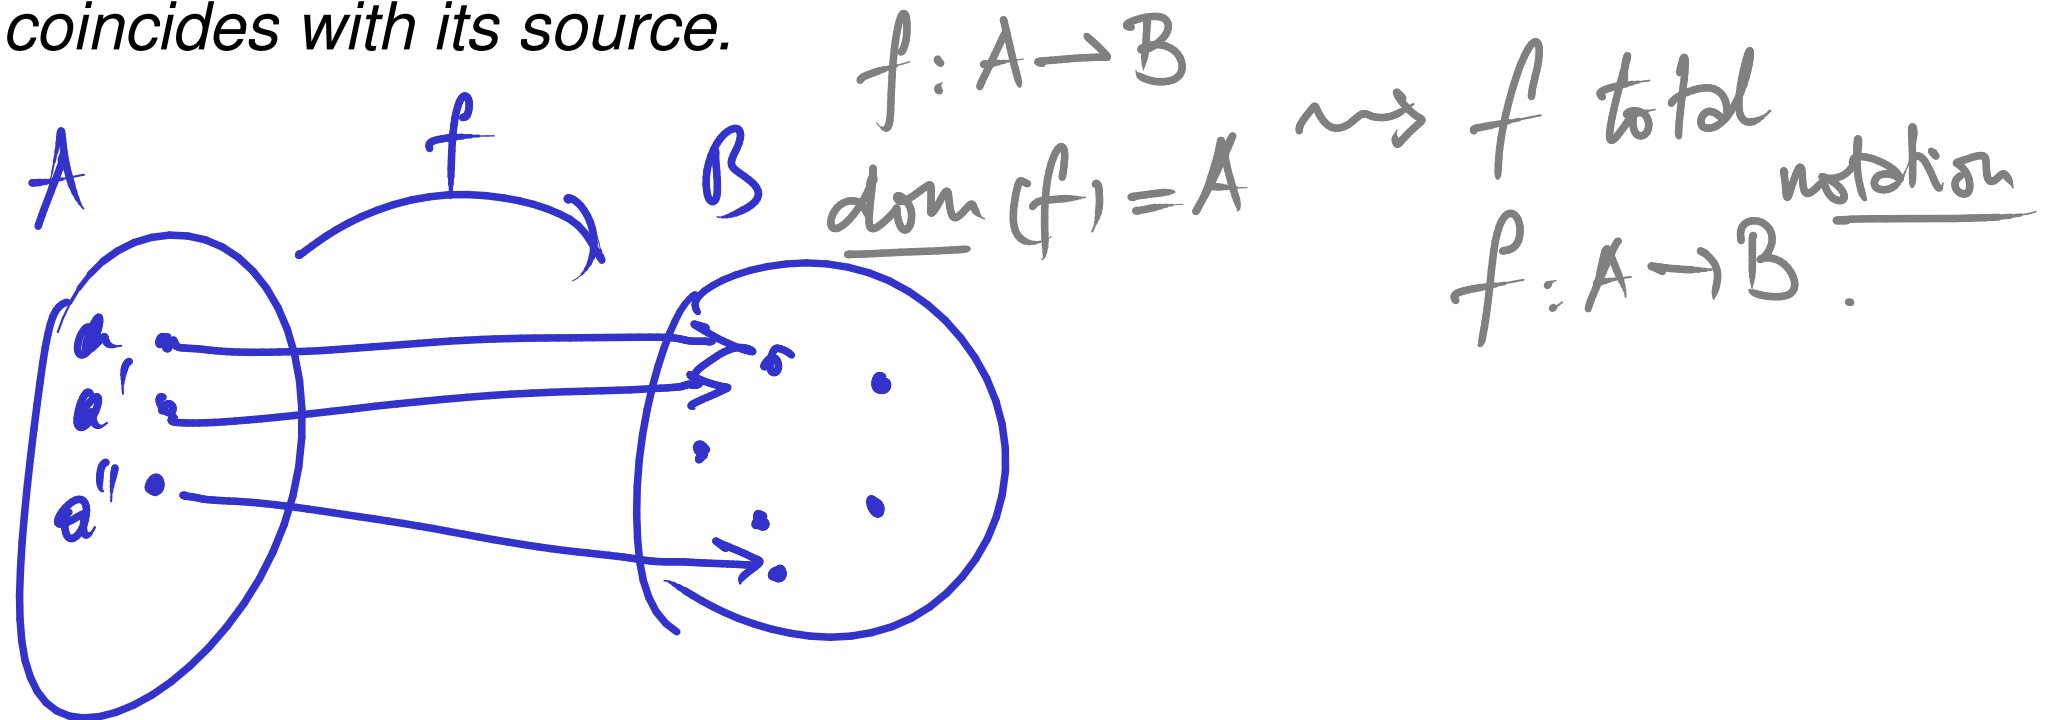 coincides with its source.
f : A → B
dom (f) = A
⇝ f total
notation
f : A → B .
f
A
B
a
a'
a''